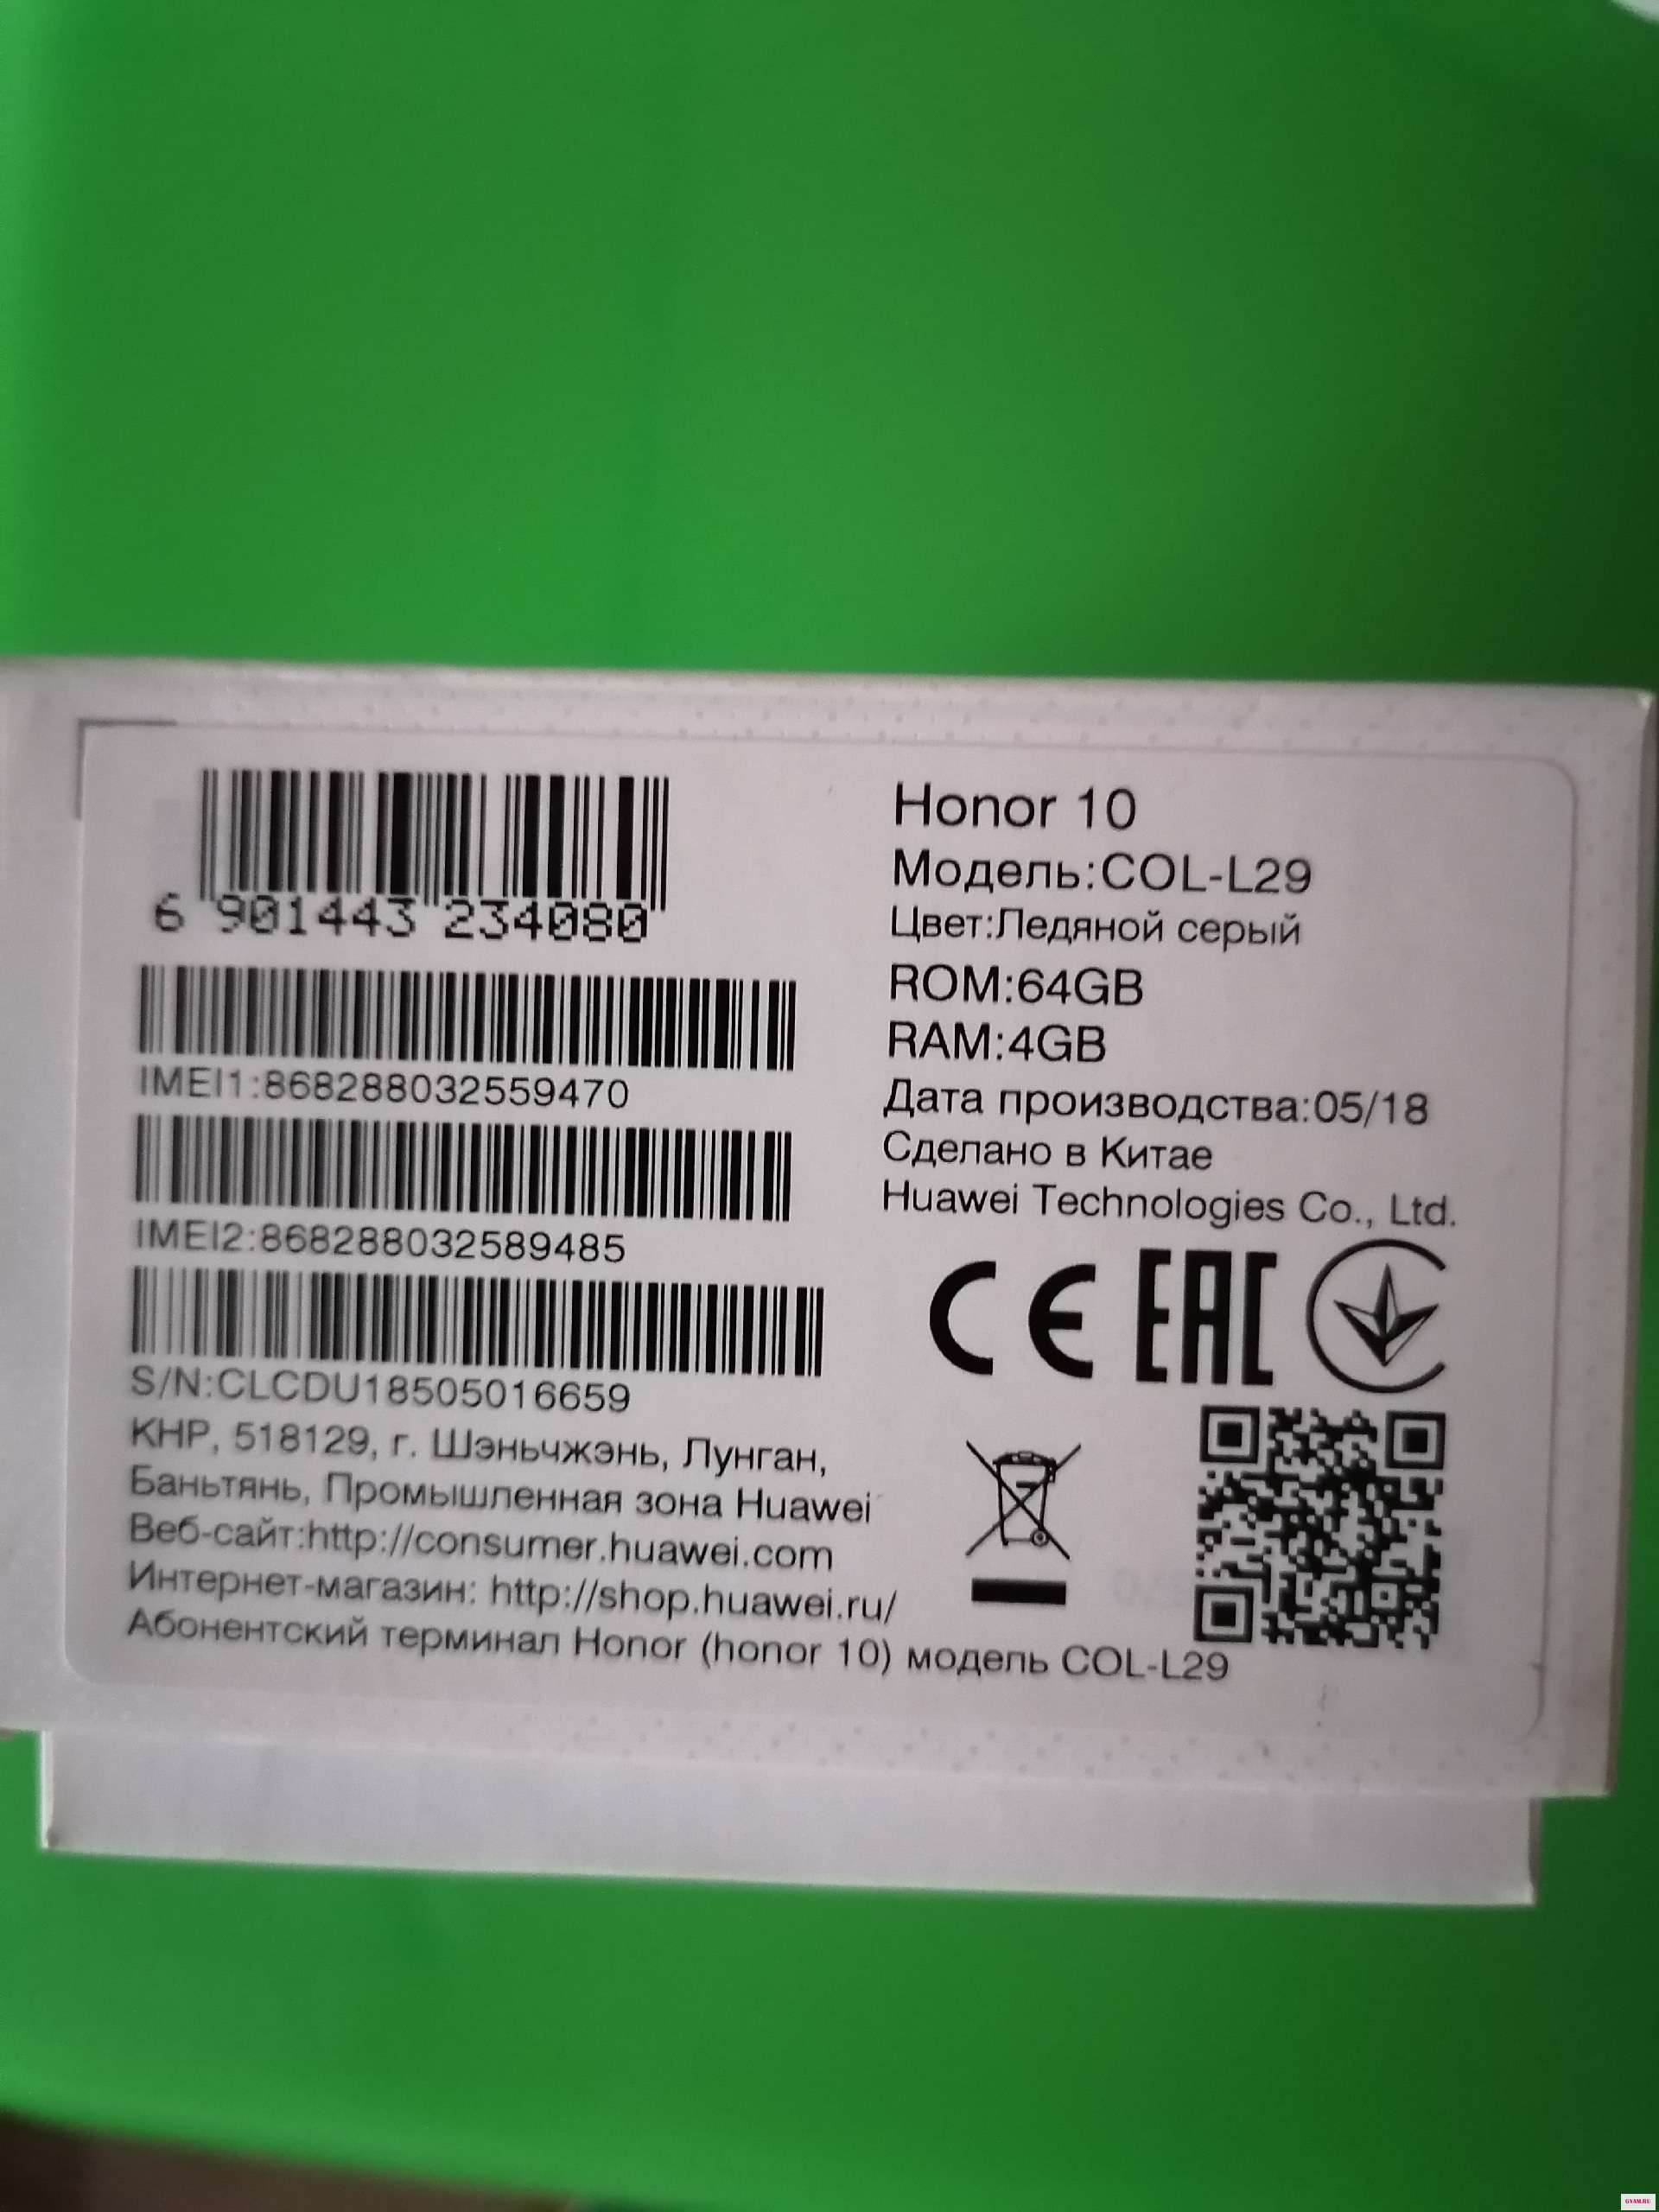 6 901443 234080
IMEI1:868288032559470
IMEI2:868288032589485
S/N:CLCDU18505016659
КНР, 518129, г. Шэньчжэнь, Лунган,
Баньтянь, Промышленная зона Huawei
Веб-сайт:http://consumer.huawei.com
Интернет-магазин: http://shop.huawei.ru/
Абонентский терминал Honor (honor 10) модель COL-L29
Honor 10
Модель:COL-L29
Цвет:Ледяной серый
ROM:64GB
RAM:4GB
Дата производства:05/18
Сделано в Китае
Huawei Technologies Co., Ltd.
CE EAC
GYAM.RU